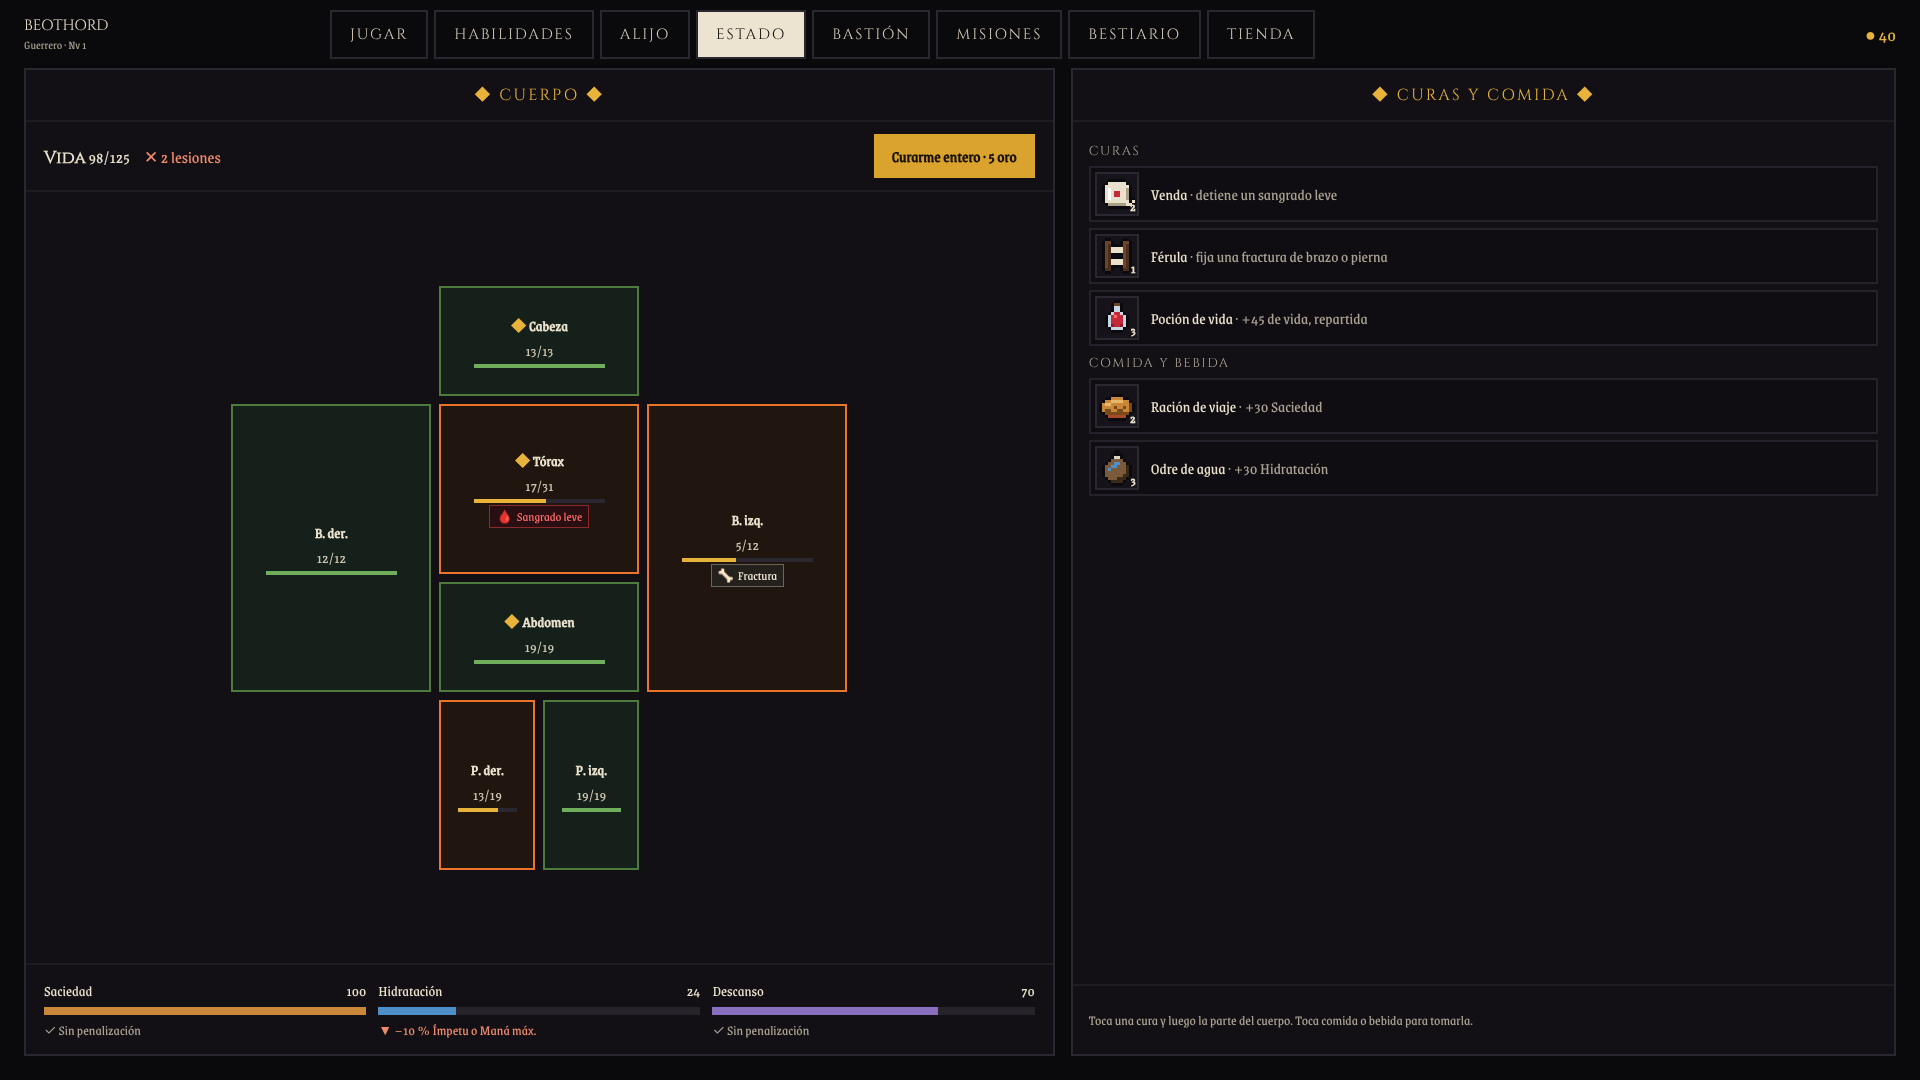 BEOTHORD
Guerrero · Nv 1
JUGAR
HABILIDADES
ALIJO
ESTADO
BASTIÓN
MISIONES
BESTIARIO
TIENDA
40
CUERPO
VIDA 98/125
2 lesiones
Curarme entero · 5 oro
Cabeza
13/13
B. der.
12/12
Tórax
17/31
Sangrado leve
B. izq.
5/12
Fractura
Abdomen
19/19
P. der.
13/19
P. izq.
19/19
Saciedad 100
Sin penalización
Hidratación 24
▼ −10 % Ímpetu o Maná máx.
Descanso 70
Sin penalización
CURAS Y COMIDA
CURAS
2
Venda · detiene un sangrado leve
1
Férula · fija una fractura de brazo o pierna
3
Poción de vida · +45 de vida, repartida
COMIDA Y BEBIDA
2
Ración de viaje · +30 Saciedad
3
Odre de agua · +30 Hidratación
Toca una cura y luego la parte del cuerpo. Toca comida o bebida para tomarla.